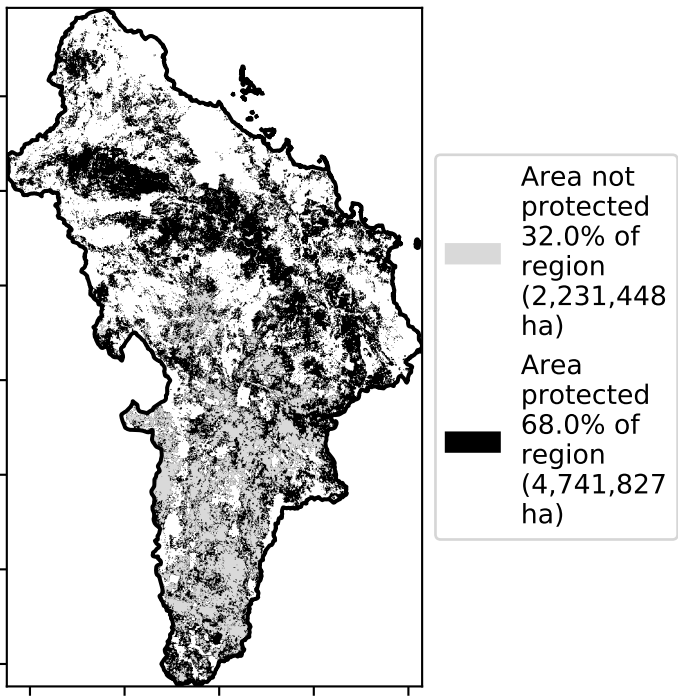 Area not
protected
32.0% of
region
(2,231,448
ha)
Area
protected
68.0% of
region
(4,741,827
ha)